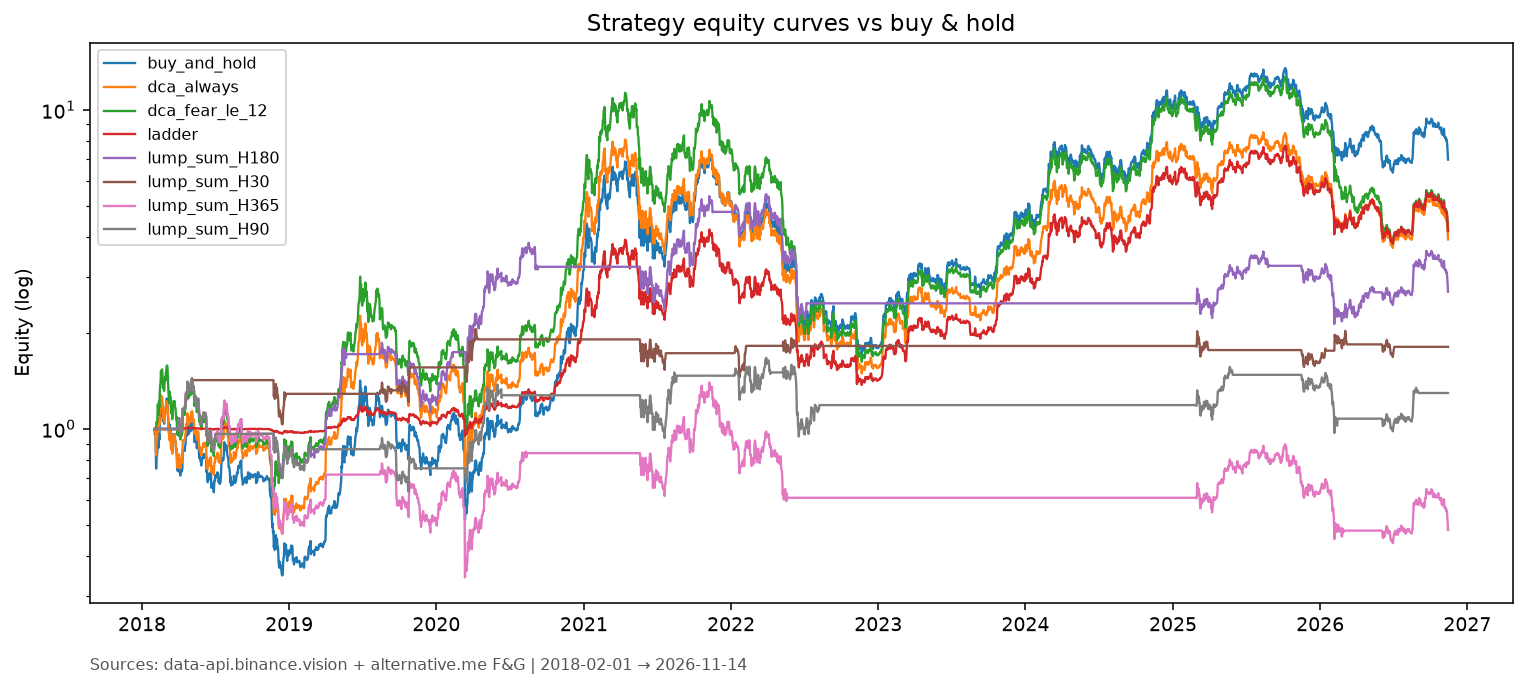 Strategy equity curves vs buy & hold
buy_and_hold
dca_always
dca_fear_le_12
ladder
lump_sum_H180
lump_sum_H30
lump_sum_H365
lump_sum_H90
Equity (log)
10¹
10⁰
2018 2019 2020 2021 2022 2023 2024 2025 2026 2027
Sources: data-api.binance.vision + alternative.me F&G | 2018-02-01 → 2026-11-14